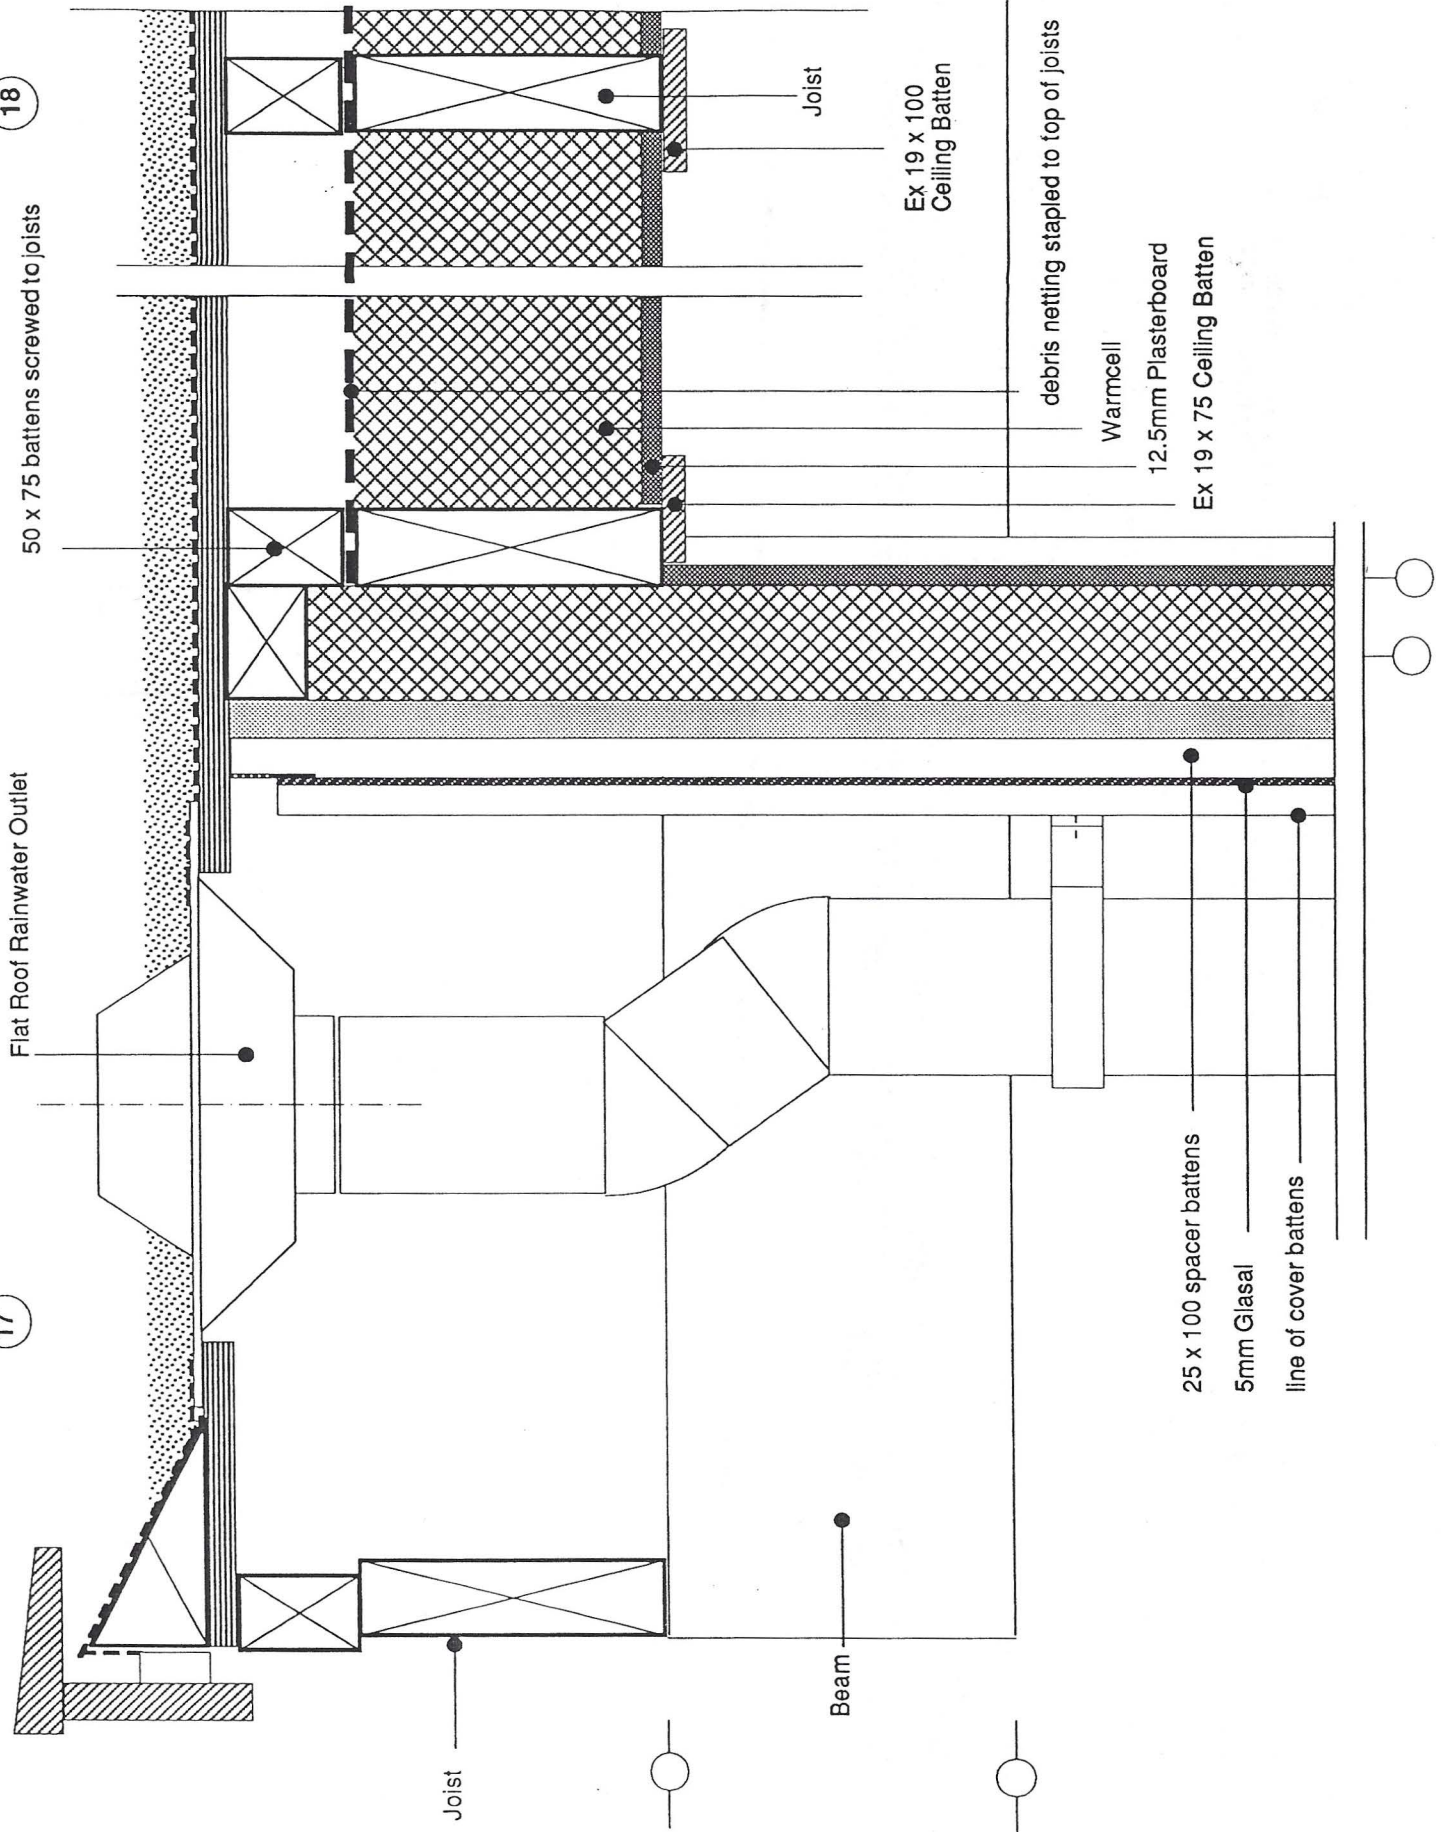 18
50 x 75 battens screwed to joists
Flat Roof Rainwater Outlet
17
Joist
Ex 19 x 100
Ceiling Batten
debris netting stapled to top of joists
Warmcell
12.5mm Plasterboard
Ex 19 x 75 Ceiling Batten
25 x 100 spacer battens
5mm Glasal
line of cover battens
Beam
Joist